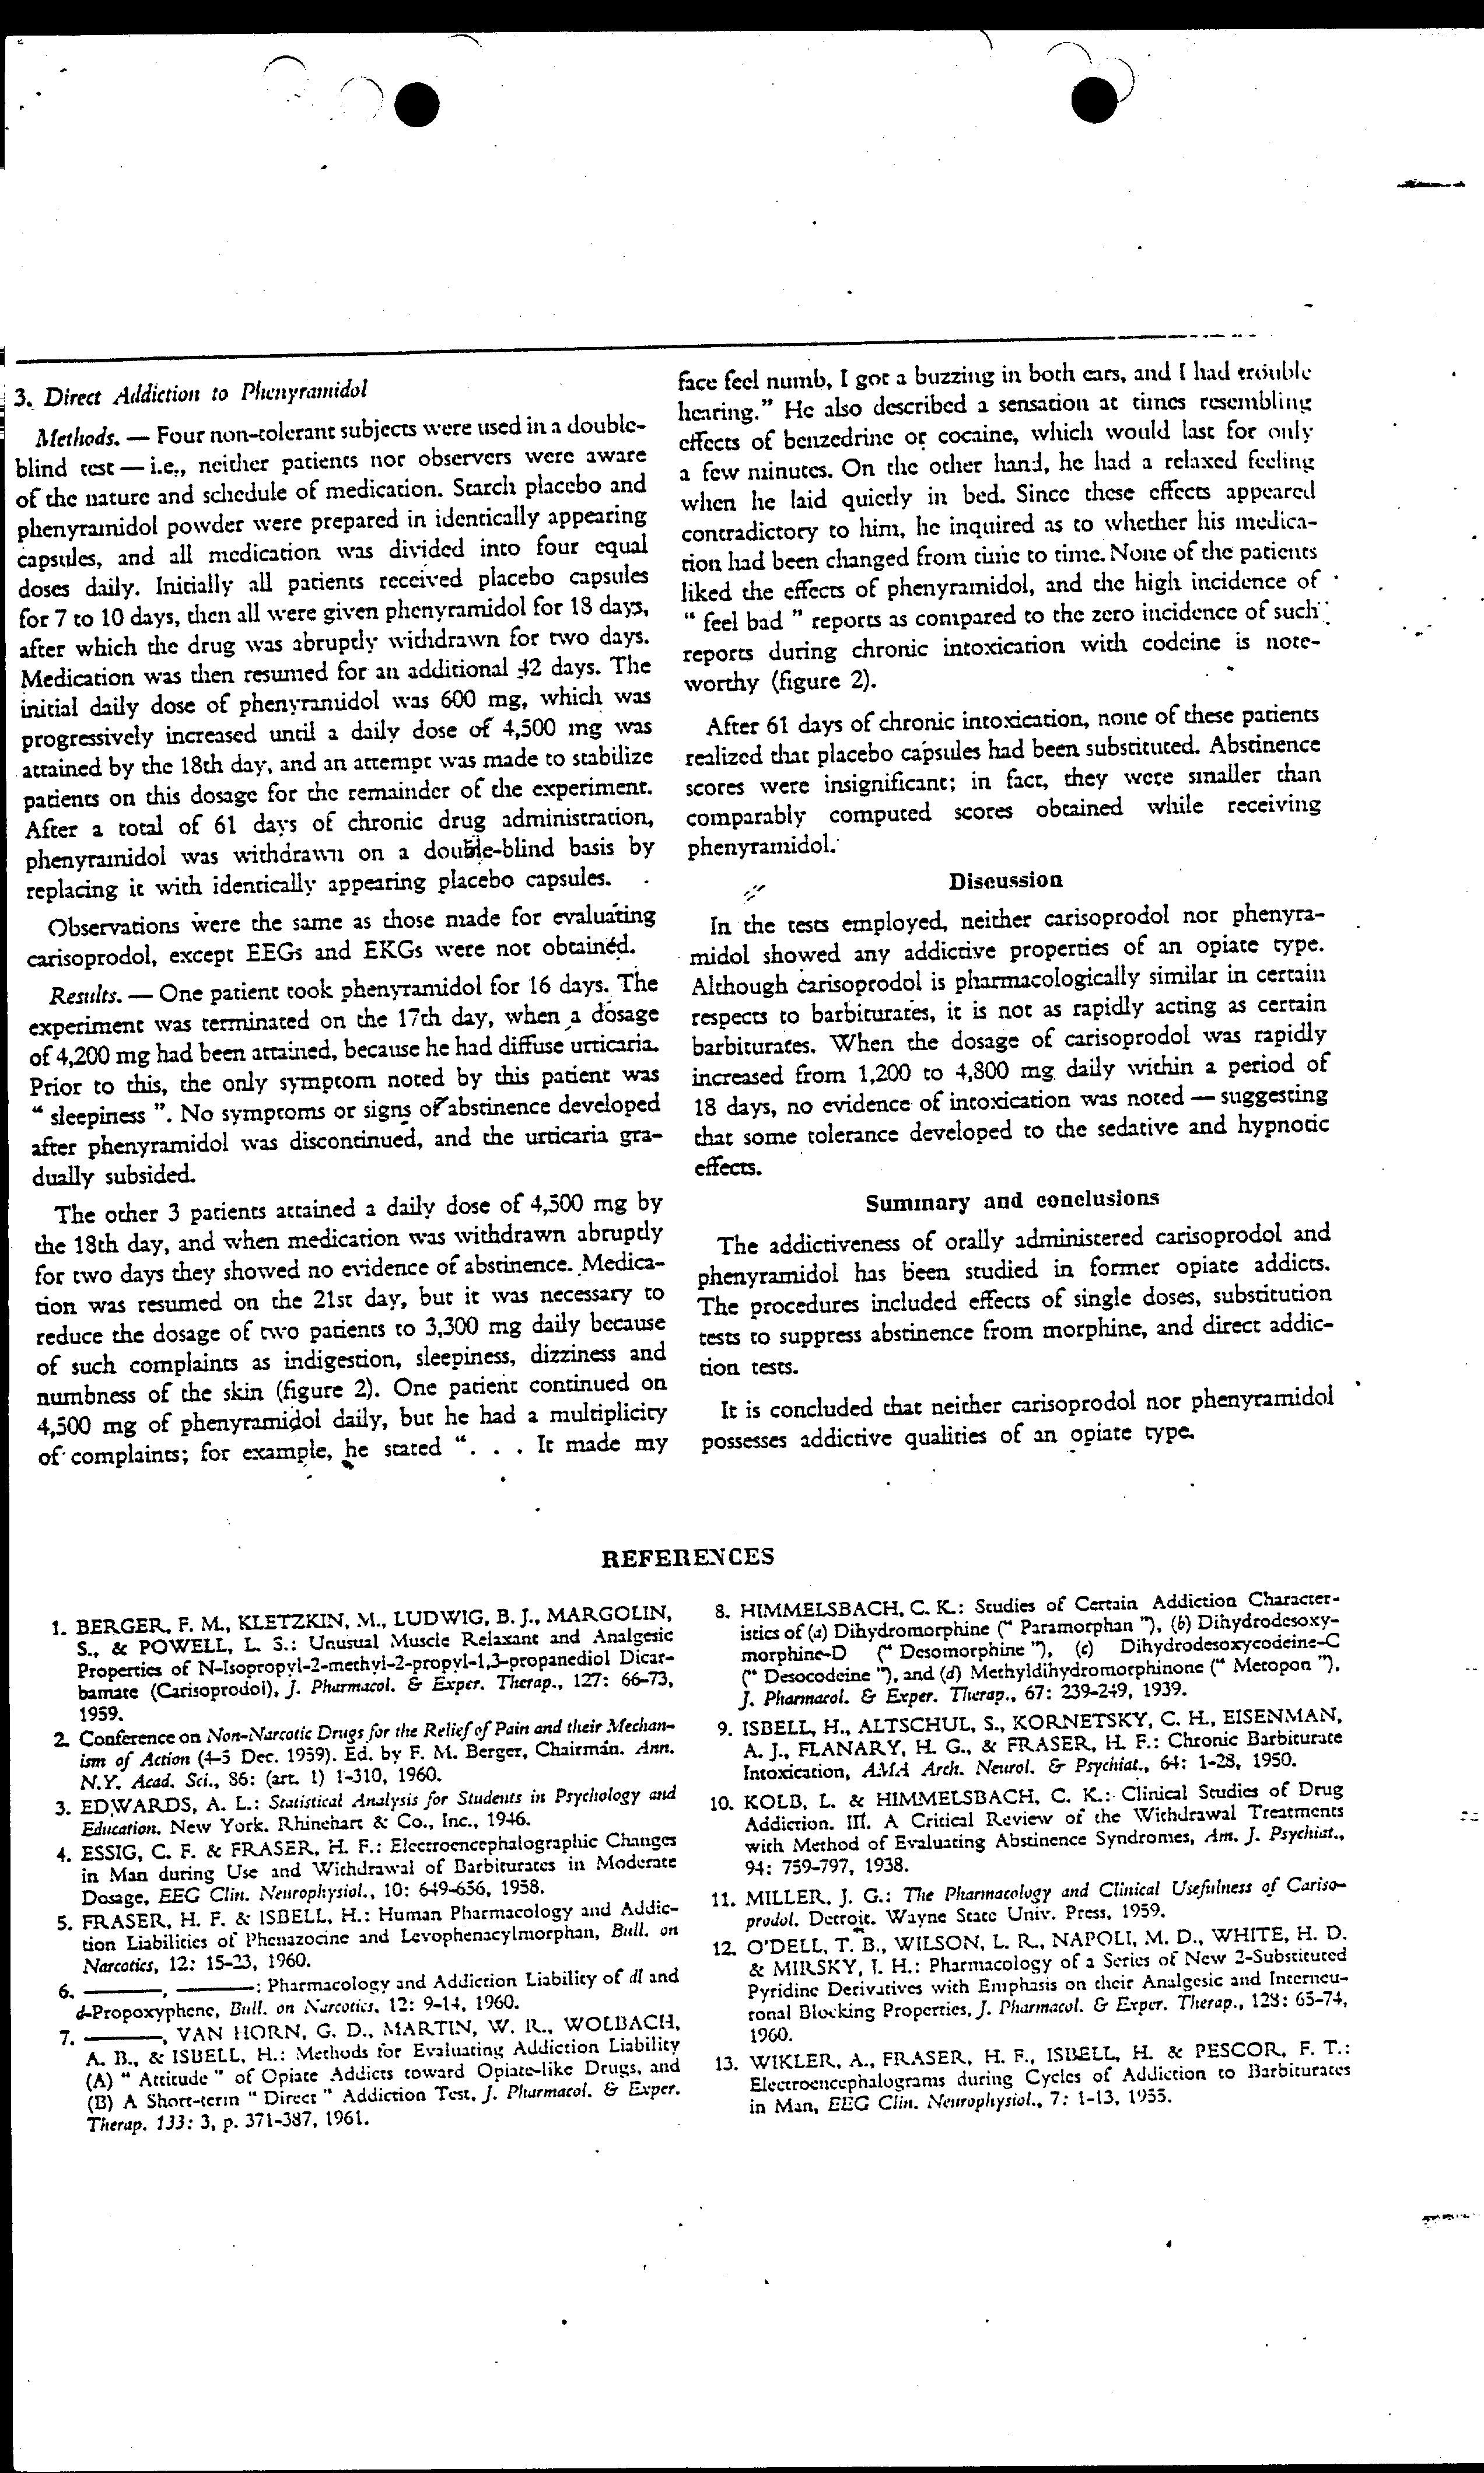 3. Direct Addiction to Phenyramidol
Methods. — Four non-tolerant subjects were used in a double-
blind test — i.e., neither patients nor observers were aware
of the nature and schedule of medication. Starch placebo and
phenyramidol powder were prepared in identically appearing
capsules, and all medication was divided into four equal
doses daily. Initially all patients received placebo capsules
for 7 to 10 days, then all were given phenyramidol for 18 days,
after which the drug was abruptly withdrawn for two days.
Medication was then resumed for an additional 42 days. The
initial daily dose of phenyramidol was 600 mg, which was
progressively increased until a daily dose of 4,500 mg was
attained by the 18th day, and an attempt was made to stabilize
patients on this dosage for the remainder of the experiment.
After a total of 61 days of chronic drug administration,
phenyramidol was withdrawn on a double-blind basis by
replacing it with identically appearing placebo capsules.
Observations were the same as those made for evaluating
carisoprodol, except EEGs and EKGs were not obtained.
Results. — One patient took phenyramidol for 16 days. The
experiment was terminated on the 17th day, when a dosage
of 4,200 mg had been attained, because he had diffuse urticaria.
Prior to this, the only symptom noted by this patient was
" sleepiness ". No symptoms or signs of abstinence developed
after phenyramidol was discontinued, and the urticaria gra-
dually subsided.
The other 3 patients attained a daily dose of 4,500 mg by
the 18th day, and when medication was withdrawn abruptly
for two days they showed no evidence of abstinence. Medica-
tion was resumed on the 21st day, but it was necessary to
reduce the dosage of two patients to 3,300 mg daily because
of such complaints as indigestion, sleepiness, dizziness and
numbness of the skin (figure 2). One patient continued on
4,500 mg of phenyramidol daily, but he had a multiplicity
of complaints; for example, he stated ". . . It made my
face feel numb, I got a buzzing in both ears, and I had trouble
hearing." He also described a sensation at times resembling
effects of benzedrine or cocaine, which would last for only
a few minutes. On the other hand, he had a relaxed feeling
when he laid quietly in bed. Since these effects appeared
contradictory to him, he inquired as to whether his medica-
tion had been changed from time to time. None of the patients
liked the effects of phenyramidol, and the high incidence of
" feel bad " reports as compared to the zero incidence of such
reports during chronic intoxication with codeine is note-
worthy (figure 2).
After 61 days of chronic intoxication, none of these patients
realized that placebo capsules had been substituted. Abstinence
scores were insignificant; in fact, they were smaller than
comparably computed scores obtained while receiving
phenyramidol.
Discussion
In the tests employed, neither carisoprodol nor phenyra-
midol showed any addictive properties of an opiate type.
Although carisoprodol is pharmacologically similar in certain
respects to barbiturates, it is not as rapidly acting as certain
barbiturates. When the dosage of carisoprodol was rapidly
increased from 1,200 to 4,800 mg daily within a period of
18 days, no evidence of intoxication was noted — suggesting
that some tolerance developed to the sedative and hypnotic
effects.
Summary and conclusions
The addictiveness of orally administered carisoprodol and
phenyramidol has been studied in former opiate addicts.
The procedures included effects of single doses, substitution
tests to suppress abstinence from morphine, and direct addic-
tion tests.
It is concluded that neither carisoprodol nor phenyramidol
possesses addictive qualities of an opiate type.
REFERENCES
1. BERGER, F. M., KLETZKIN, M., LUDWIG, B. J., MARGOLIN,
S., & POWELL, L. S.: Unusual Muscle Relaxant and Analgesic
Properties of N-Isopropyl-2-methyl-2-propyl-1,3-propanediol Dicar-
bamate (Carisoprodol), J. Pharmacol. & Exper. Therap., 127: 66-73,
1959.
2. Conference on Non-Narcotic Drugs for the Relief of Pain and their Mechan-
ism of Action (4-5 Dec. 1959). Ed. by F. M. Berger, Chairman. Ann.
N.Y. Acad. Sci., 86: (art. 1) 1-310, 1960.
3. EDWARDS, A. L.: Statistical Analysis for Students in Psychology and
Education. New York. Rhinehart & Co., Inc., 1946.
4. ESSIG, C. F. & FRASER, H. F.: Electroencephalographic Changes
in Man during Use and Withdrawal of Barbiturates in Moderate
Dosage, EEG Clin. Neurophysiol., 10: 649-656, 1958.
5. FRASER, H. F. & ISBELL, H.: Human Pharmacology and Addic-
tion Liabilities of Phenazocine and Levophenacylmorphan, Bull. on
Narcotics, 12: 15-23, 1960.
6. ———, ———: Pharmacology and Addiction Liability of dl and
d-Propoxyphene, Bull. on Narcotics, 12: 9-14, 1960.
7. ———, VAN HORN, G. D., MARTIN, W. R., WOLBACH,
A. B., & ISBELL, H.: Methods for Evaluating Addiction Liability
(A) " Attitude " of Opiate Addicts toward Opiate-like Drugs, and
(B) A Short-term " Direct " Addiction Test, J. Pharmacol. & Exper.
Therap. 133: 3, p. 371-387, 1961.
8. HIMMELSBACH, C. K.: Studies of Certain Addiction Character-
istics of (a) Dihydromorphine (" Paramorphan "), (b) Dihydrodesoxy-
morphine-D (" Desomorphine "), (c) Dihydrodesoxycodeine-C
(" Desocodeine "), and (d) Methyldihydromorphinone (" Metopon "),
J. Pharmacol. & Exper. Therap., 67: 239-249, 1939.
9. ISBELL, H., ALTSCHUL, S., KORNETSKY, C. H., EISENMAN,
A. J., FLANARY, H. G., & FRASER, H. F.: Chronic Barbiturate
Intoxication, AMA Arch. Neurol. & Psychiat., 64: 1-28, 1950.
10. KOLB, L. & HIMMELSBACH, C. K.: Clinical Studies of Drug
Addiction. III. A Critical Review of the Withdrawal Treatments
with Method of Evaluating Abstinence Syndromes, Am. J. Psychiat.,
94: 759-797, 1938.
11. MILLER, J. G.: The Pharmacology and Clinical Usefulness of Cariso-
prodol. Detroit. Wayne State Univ. Press, 1959.
12. O'DELL, T. B., WILSON, L. R., NAPOLI, M. D., WHITE, H. D.
& MIRSKY, I. H.: Pharmacology of a Series of New 2-Substituted
Pyridine Derivatives with Emphasis on their Analgesic and Interneu-
ronal Blocking Properties, J. Pharmacol. & Exper. Therap., 128: 65-74,
1960.
13. WIKLER, A., FRASER, H. F., ISBELL, H. & PESCOR, F. T.:
Electroencephalograms during Cycles of Addiction to Barbiturates
in Man, EEG Clin. Neurophysiol., 7: 1-13, 1955.